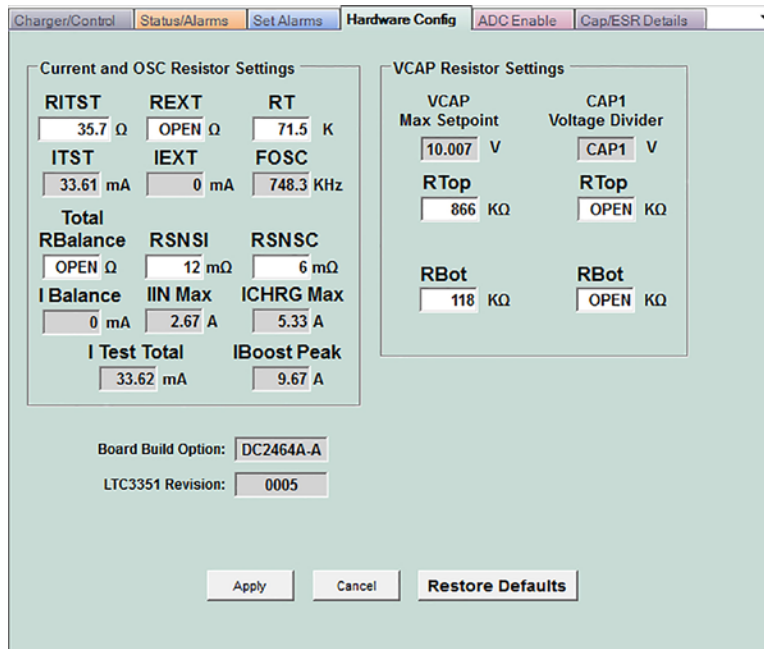 Charger/Control Status/Alarms Set Alarms Hardware Config ADC Enable Cap/ESR Details
Current and OSC Resistor Settings
RITST REXT RT
35.7 Ω OPEN Ω 71.5 K
ITST IEXT FOSC
33.61 mA 0 mA 748.3 KHz
Total
RBalance RSNSI RSNSC
OPEN Ω 12 mΩ 6 mΩ
I Balance IIN Max ICHRG Max
0 mA 2.67 A 5.33 A
I Test Total IBoost Peak
33.62 mA 9.67 A
VCAP Resistor Settings
VCAP CAP1
Max Setpoint Voltage Divider
10.007 V CAP1 V
RTop RTop
866 KΩ OPEN KΩ
RBot RBot
118 KΩ OPEN KΩ
Board Build Option: DC2464A-A
LTC3351 Revision: 0005
Apply Cancel Restore Defaults